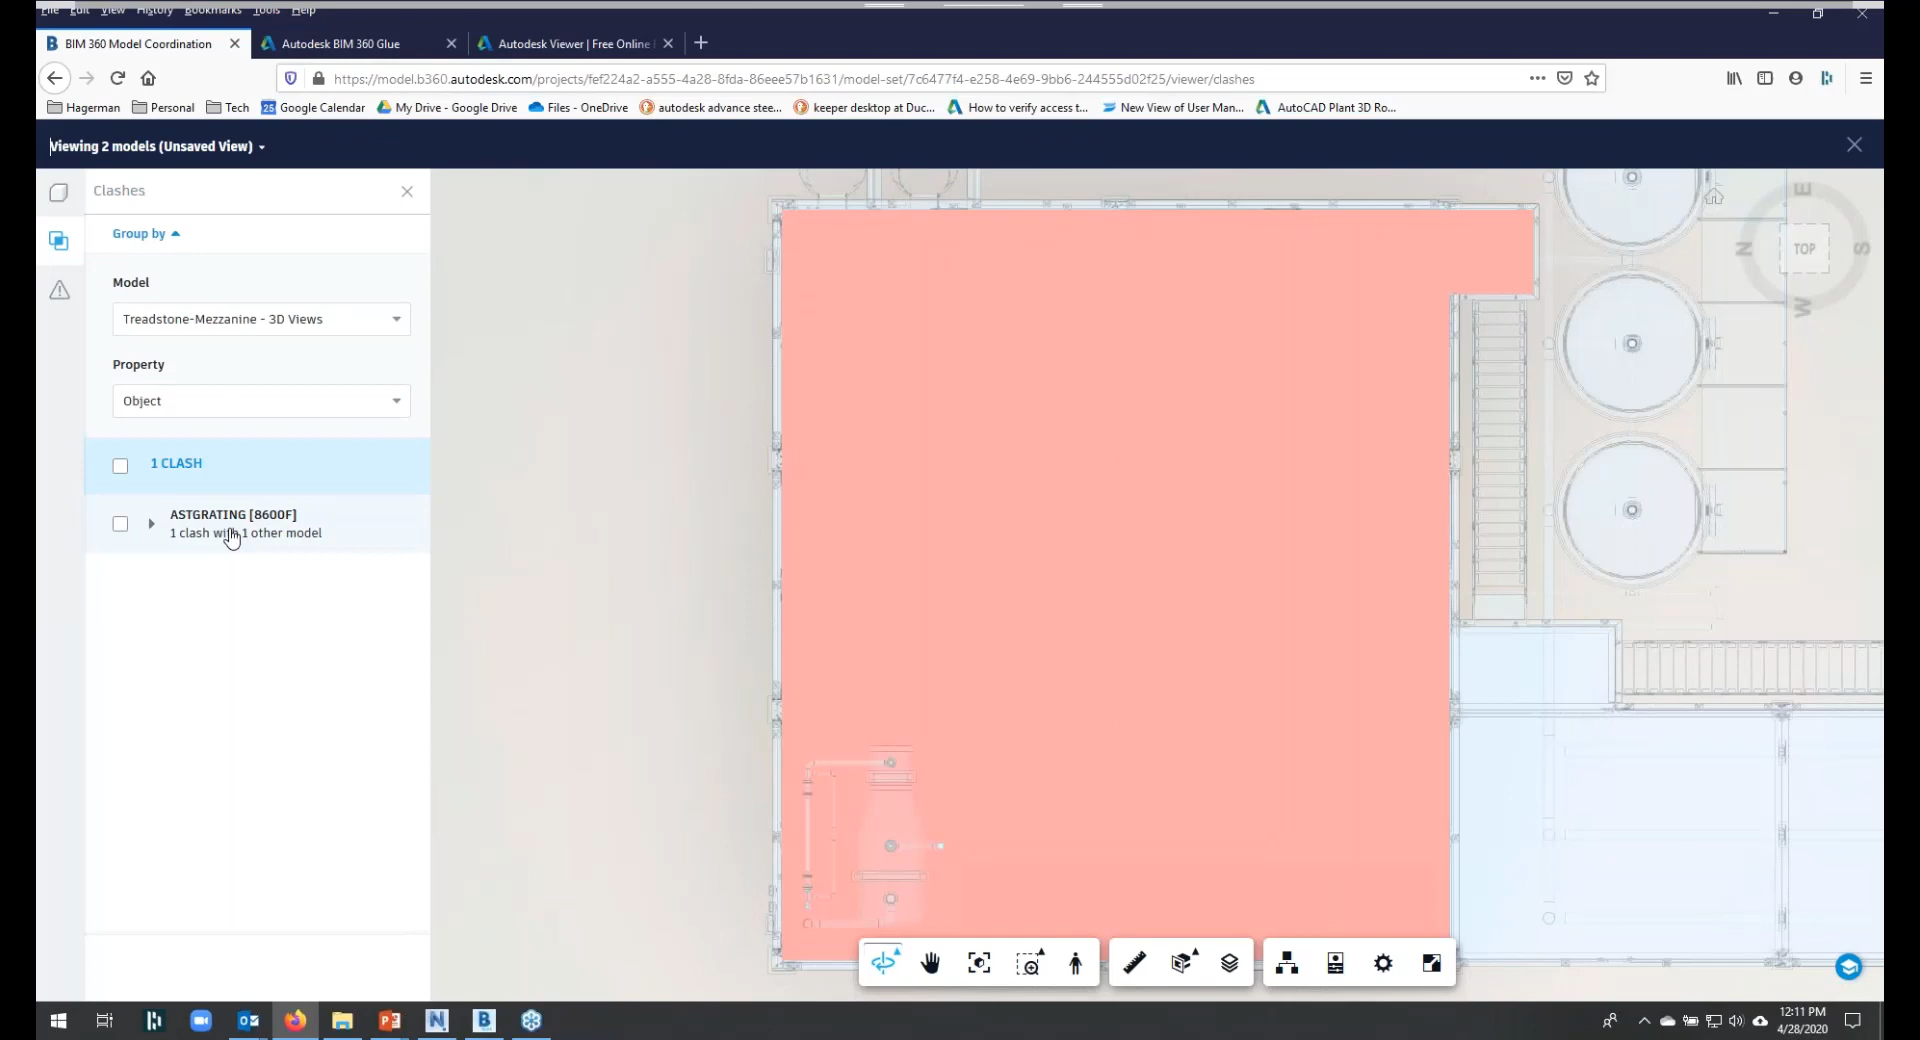 File Edit View History Bookmarks Tools Help
BIM 360 Model Coordination
Autodesk BIM 360 Glue
Autodesk Viewer | Free Online
https://model.b360.autodesk.com/projects/fef224a2-a555-4a28-8fda-86eee57b1631/model-set/7c6477f4-e258-4e69-9bb6-244555d02f25/viewer/clashes
Hagerman Personal Tech Google Calendar My Drive - Google Drive Files - OneDrive autodesk advance stee... keeper desktop at Duc... How to verify access t... New View of User Man... AutoCAD Plant 3D Ro...
Viewing 2 models (Unsaved View)
Clashes
Group by
Model
Treadstone-Mezzanine - 3D Views
Property
Object
1 CLASH
ASTGRATING [8600F]
1 clash with 1 other model
E
N TOP S
W
12:11 PM
4/28/2020